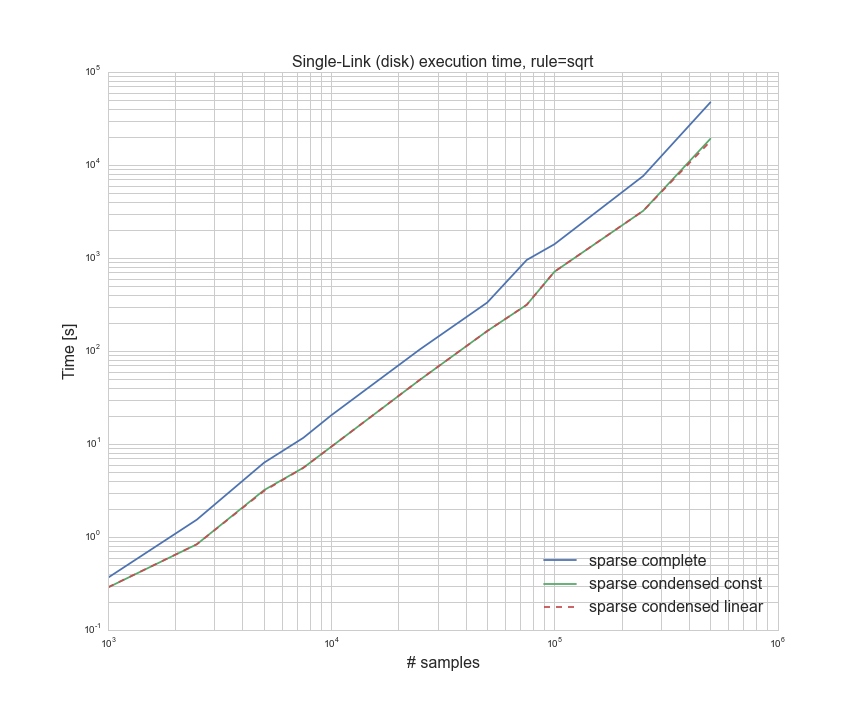 Single-Link (disk) execution time, rule=sqrt
10^5
10^4
10^3
10^2
10^1
10^0
10^-1
Time [s]
sparse complete
sparse condensed const
sparse condensed linear
10^3 10^4 10^5 10^6
# samples